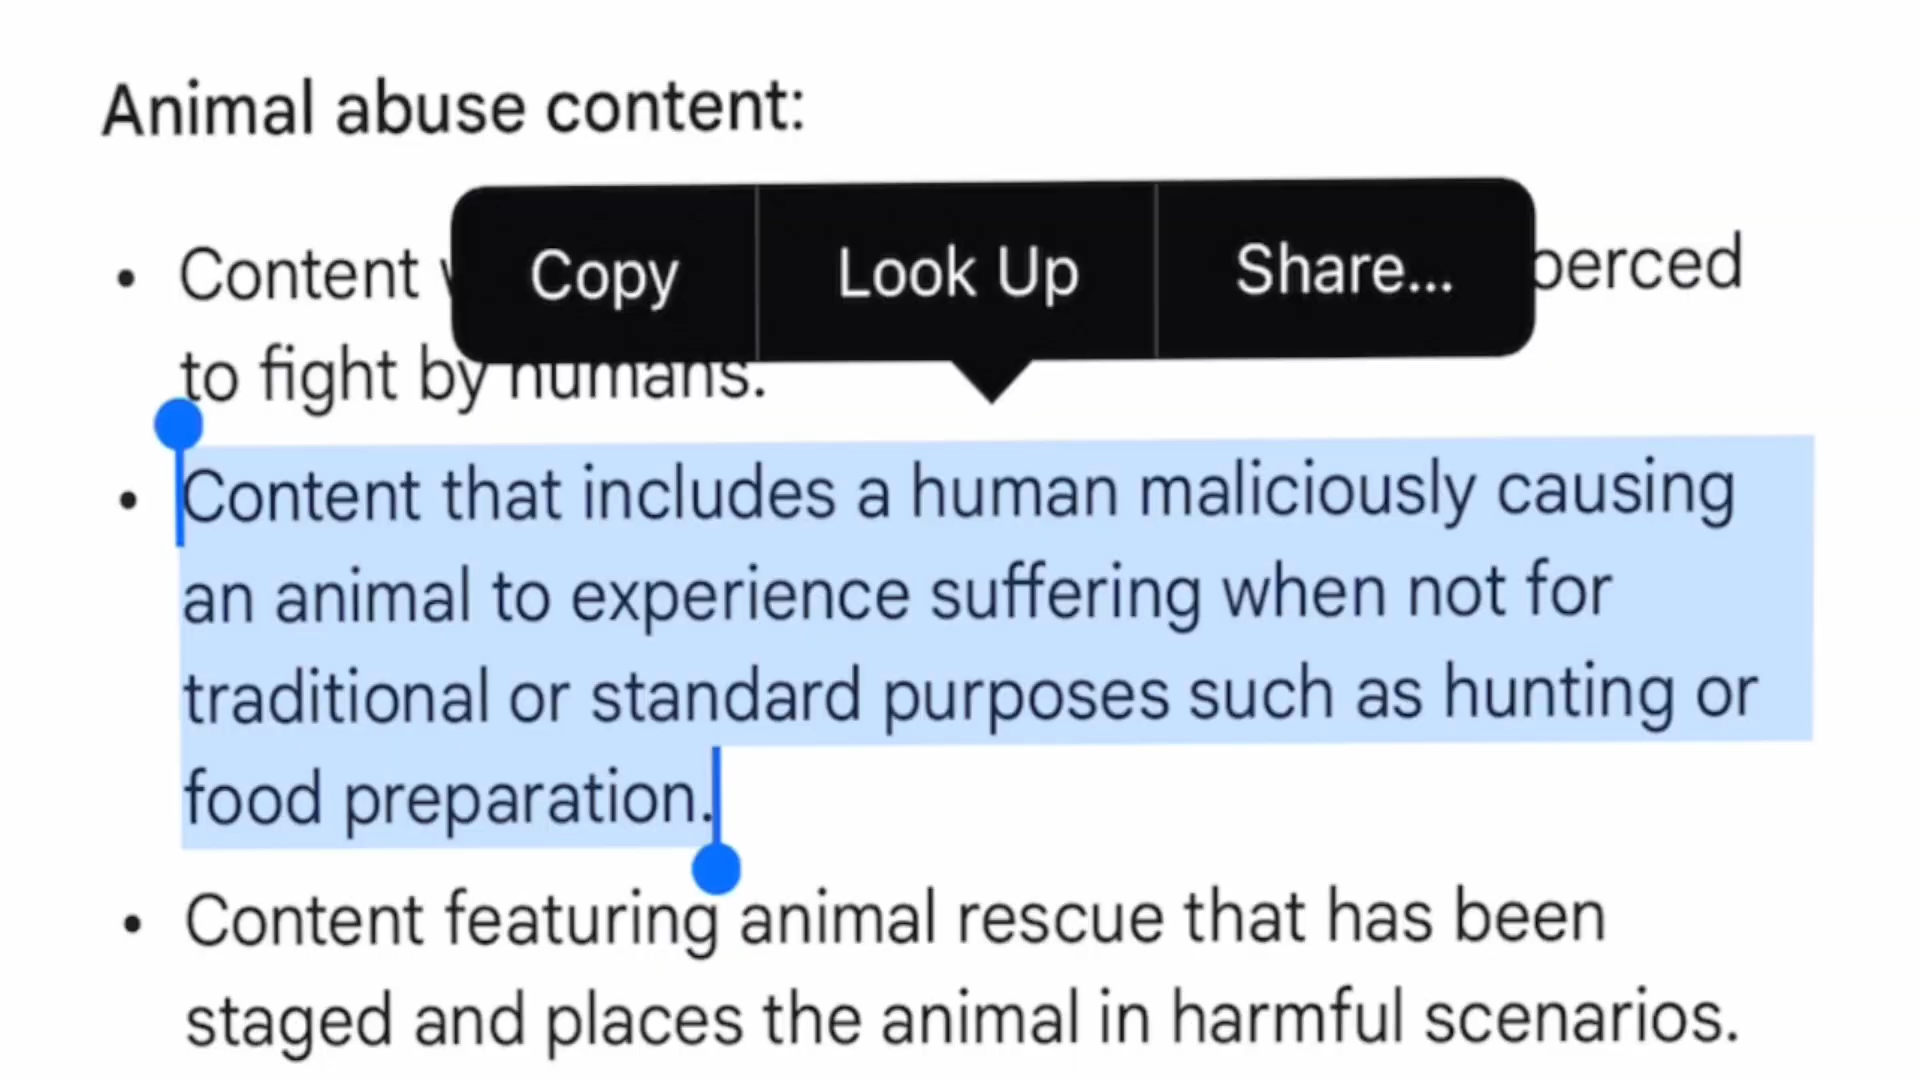 Animal abuse content:
Copy
Look Up
Share...
• Content
to fight by humans.
• Content that includes a human maliciously causing
an animal to experience suffering when not for
traditional or standard purposes such as hunting or
food preparation.
• Content featuring animal rescue that has been
staged and places the animal in harmful scenarios.